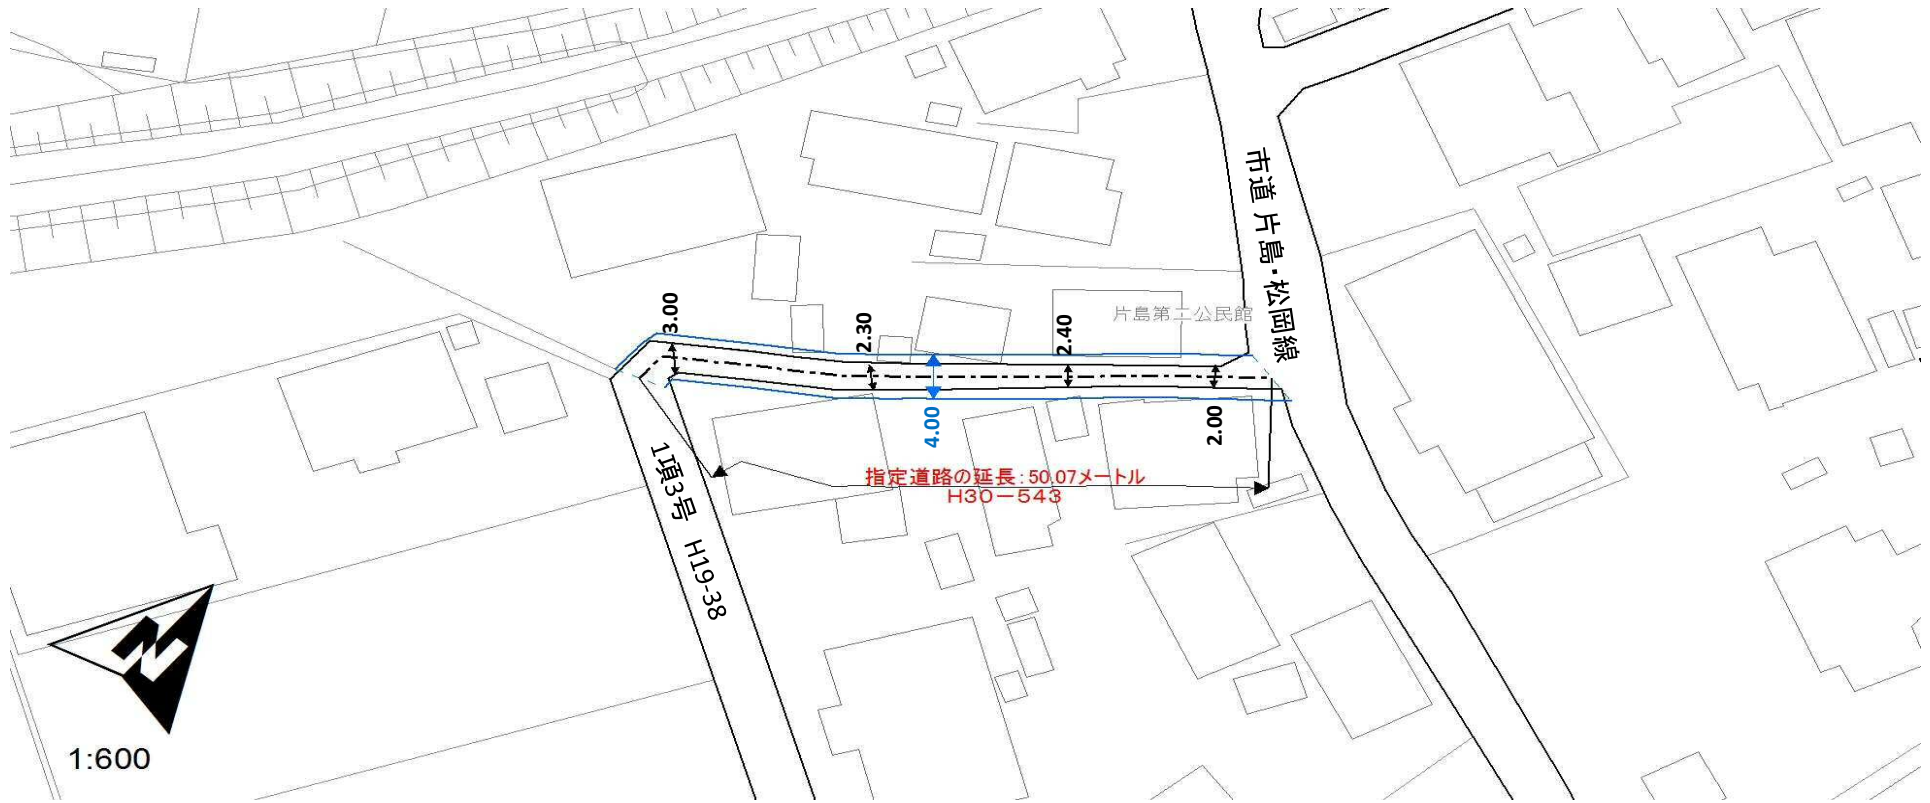 市道 片島・松岡線
3.00
2.30
2.40
片島第二公民館
4.00
2.00
指定道路の延長:50.07メートル
H30-543
1項3号 H19-38
N
1:600